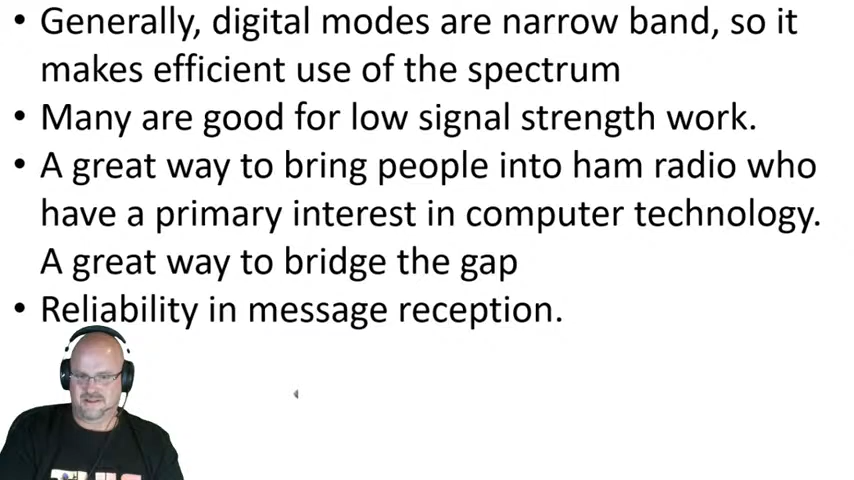 • Generally, digital modes are narrow band, so it
makes efficient use of the spectrum
• Many are good for low signal strength work.
• A great way to bring people into ham radio who
have a primary interest in computer technology.
A great way to bridge the gap
• Reliability in message reception.